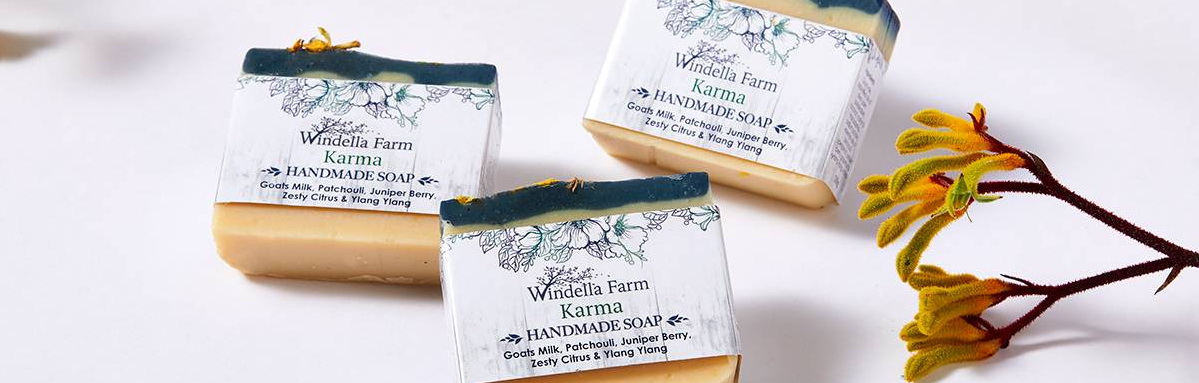 Windella Farm
Karma
HANDMADE SOAP
Goats Milk, Patchouli, Juniper Berry,
Zesty Citrus & Ylang Ylang
Windella Farm
Karma
HANDMADE SOAP
Goats Milk, Patchouli, Juniper Berry,
Zesty Citrus & Ylang Ylang
Windella Farm
Karma
HANDMADE SOAP
Goats Milk, Patchouli, Juniper Berry,
Zesty Citrus & Ylang Ylang